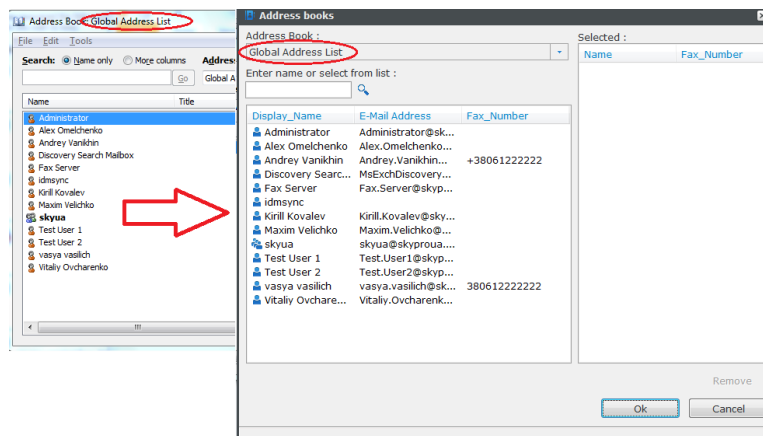 Address Book: Global Address List
File Edit Tools
Search: Name only More columns Addres
Go Global A
Name Title
Administrator
Alex Omelchenko
Andrey Vanikhin
Discovery Search Mailbox
Fax Server
idmsync
Kirill Kovalev
Maxim Velichko
skyua
Test User 1
Test User 2
vasya vasilich
Vitaliy Ovcharenko
Address books
Address Book :
Global Address List
Enter name or select from list :
Display_Name E-Mail Address Fax_Number
Administrator Administrator@sk...
Alex Omelchenko Alex.Omelchenko...
Andrey Vanikhin Andrey.Vanikhin... +38061222222
Discovery Searc... MsExchDiscovery...
Fax Server Fax.Server@skyp...
idmsync
Kirill Kovalev Kirill.Kovalev@sky...
Maxim Velichko Maxim.Velichko@...
skyua skyua@skyproua....
Test User 1 Test.User1@skyp...
Test User 2 Test.User2@skyp...
vasya vasilich vasya.vasilich@sk... 380612222222
Vitaliy Ovchare... Vitaliy.Ovcharenk...
Selected :
Name Fax_Number
Remove
Ok Cancel